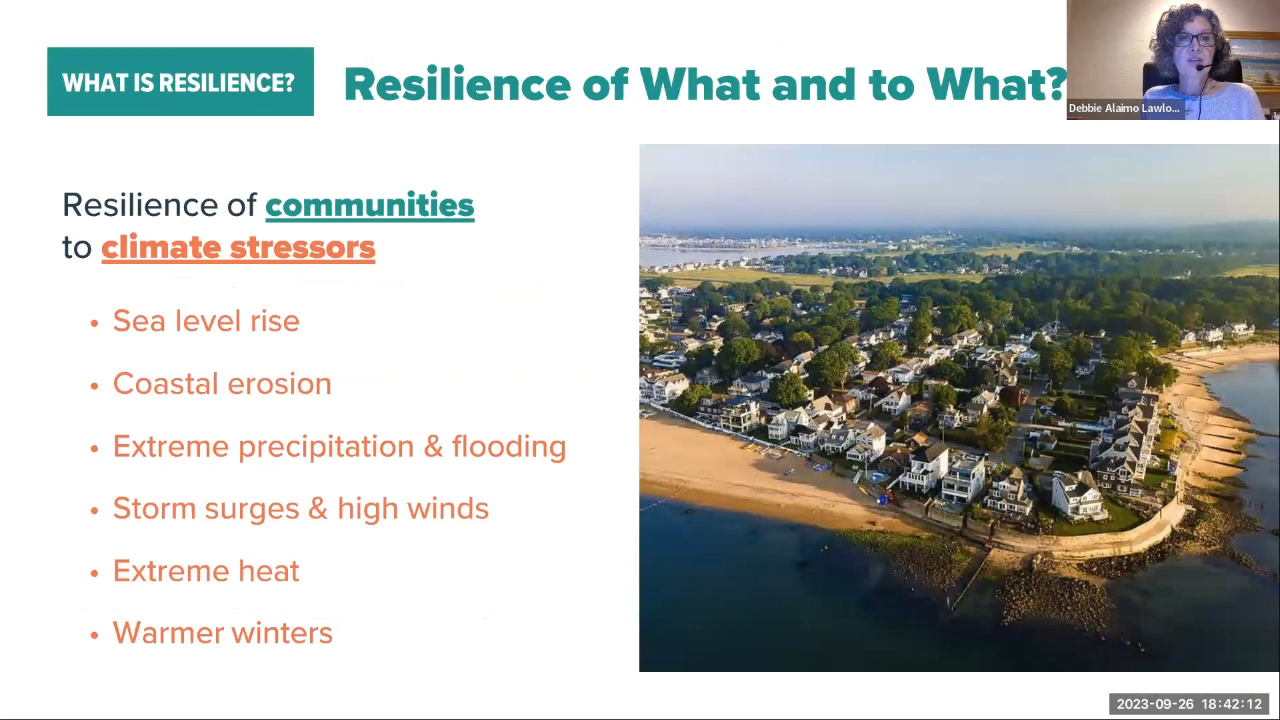 WHAT IS RESILIENCE?
Resilience of What and to What?
Debbie Alaimo Lawlo...
Resilience of communities
to climate stressors
• Sea level rise
• Coastal erosion
• Extreme precipitation & flooding
• Storm surges & high winds
• Extreme heat
• Warmer winters
2023-09-26 18:42:12